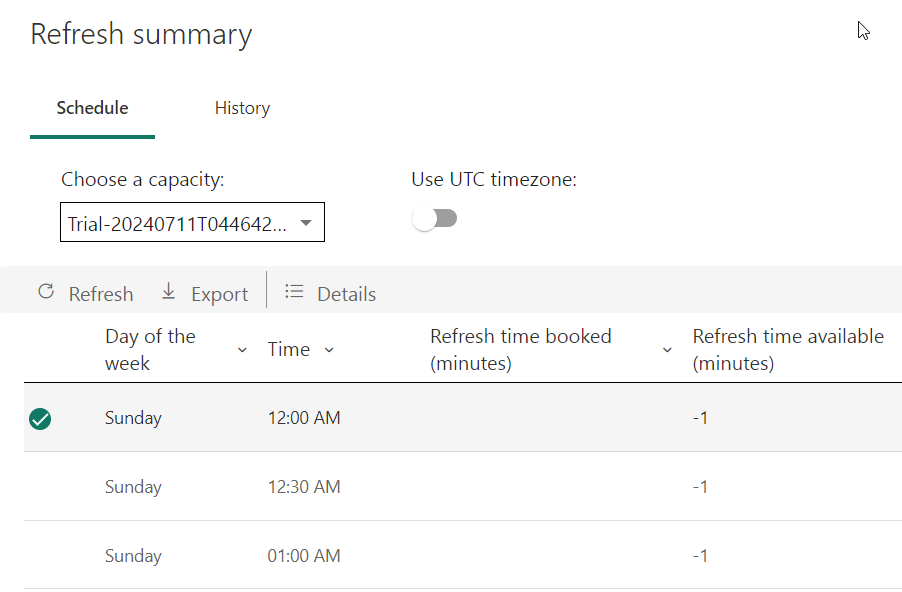 Refresh summary
Schedule History
Choose a capacity: Use UTC timezone:
Trial-20240711T044642...
Refresh Export Details
Day of the week Time Refresh time booked (minutes) Refresh time available (minutes)
Sunday 12:00 AM -1
Sunday 12:30 AM -1
Sunday 01:00 AM -1